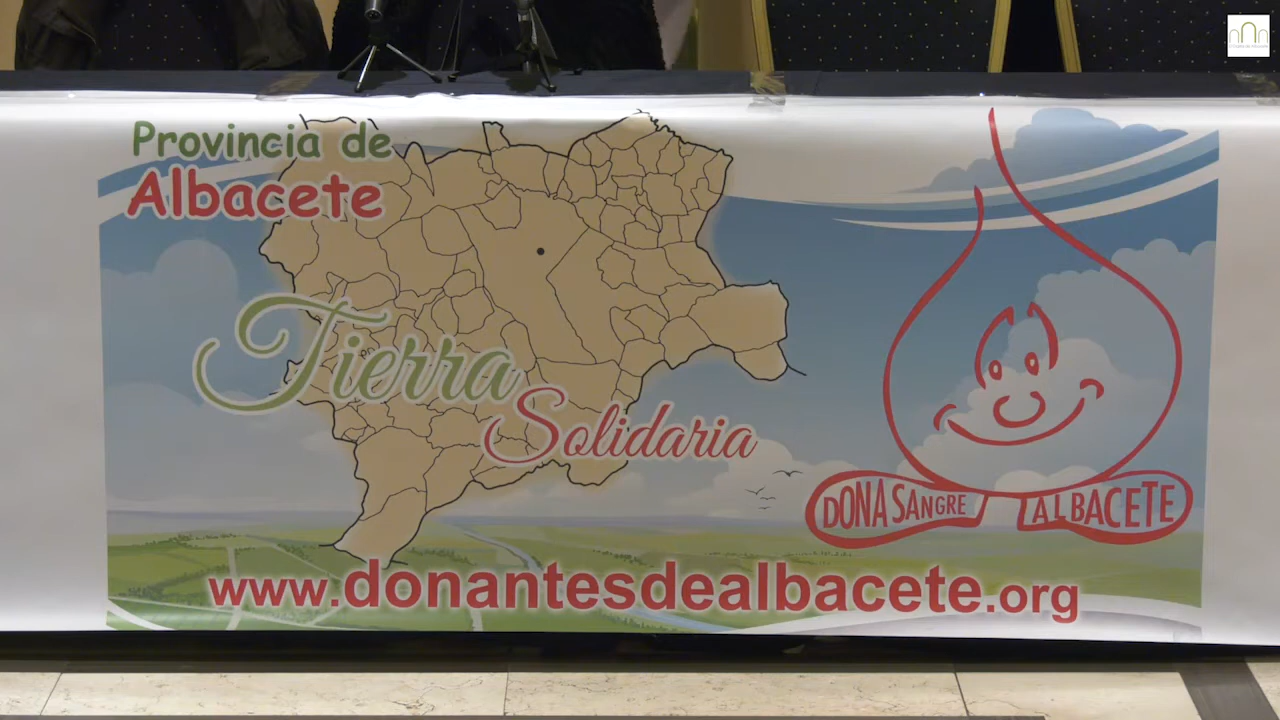 Provincia de
Albacete
Tierra
Solidaria
DONA SANGRE ALBACETE
www.donantesdealbacete.org